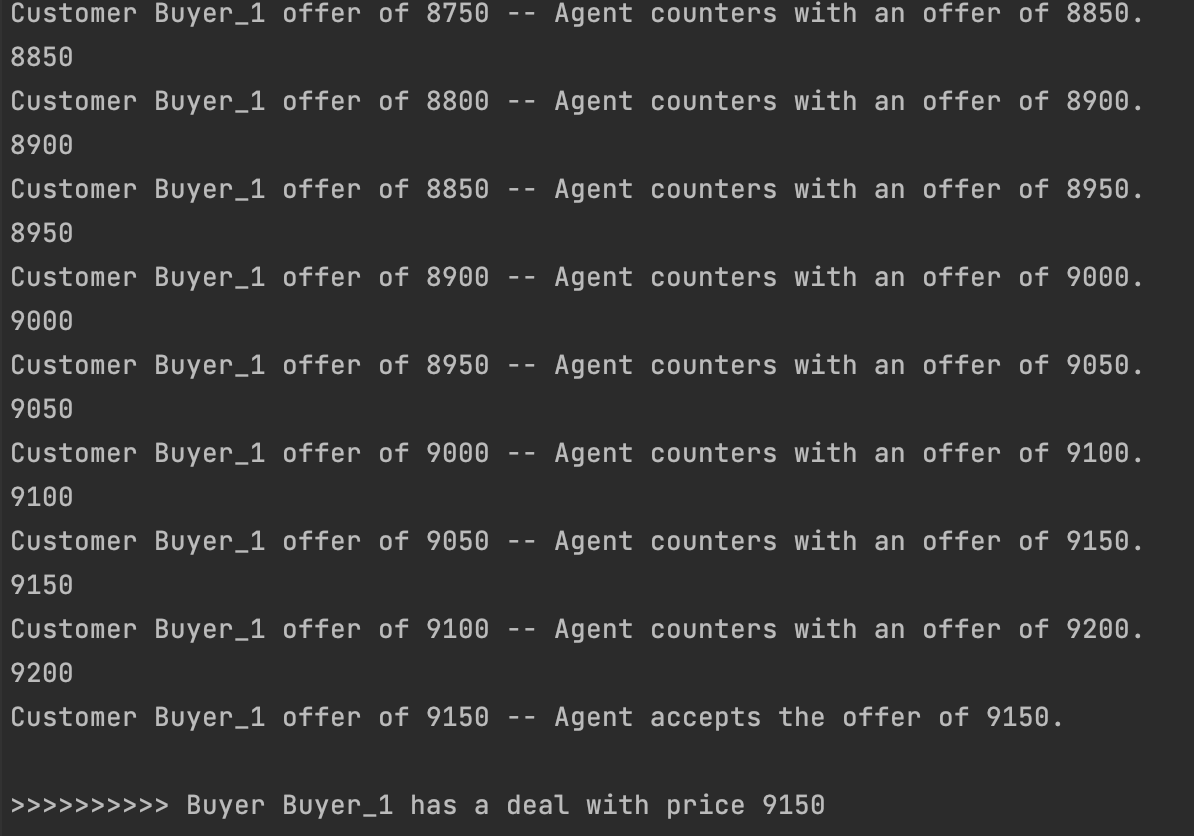 Customer Buyer_1 offer of 8750 -- Agent counters with an offer of 8850.
8850
Customer Buyer_1 offer of 8800 -- Agent counters with an offer of 8900.
8900
Customer Buyer_1 offer of 8850 -- Agent counters with an offer of 8950.
8950
Customer Buyer_1 offer of 8900 -- Agent counters with an offer of 9000.
9000
Customer Buyer_1 offer of 8950 -- Agent counters with an offer of 9050.
9050
Customer Buyer_1 offer of 9000 -- Agent counters with an offer of 9100.
9100
Customer Buyer_1 offer of 9050 -- Agent counters with an offer of 9150.
9150
Customer Buyer_1 offer of 9100 -- Agent counters with an offer of 9200.
9200
Customer Buyer_1 offer of 9150 -- Agent accepts the offer of 9150.
>>>>>>>>>> Buyer Buyer_1 has a deal with price 9150